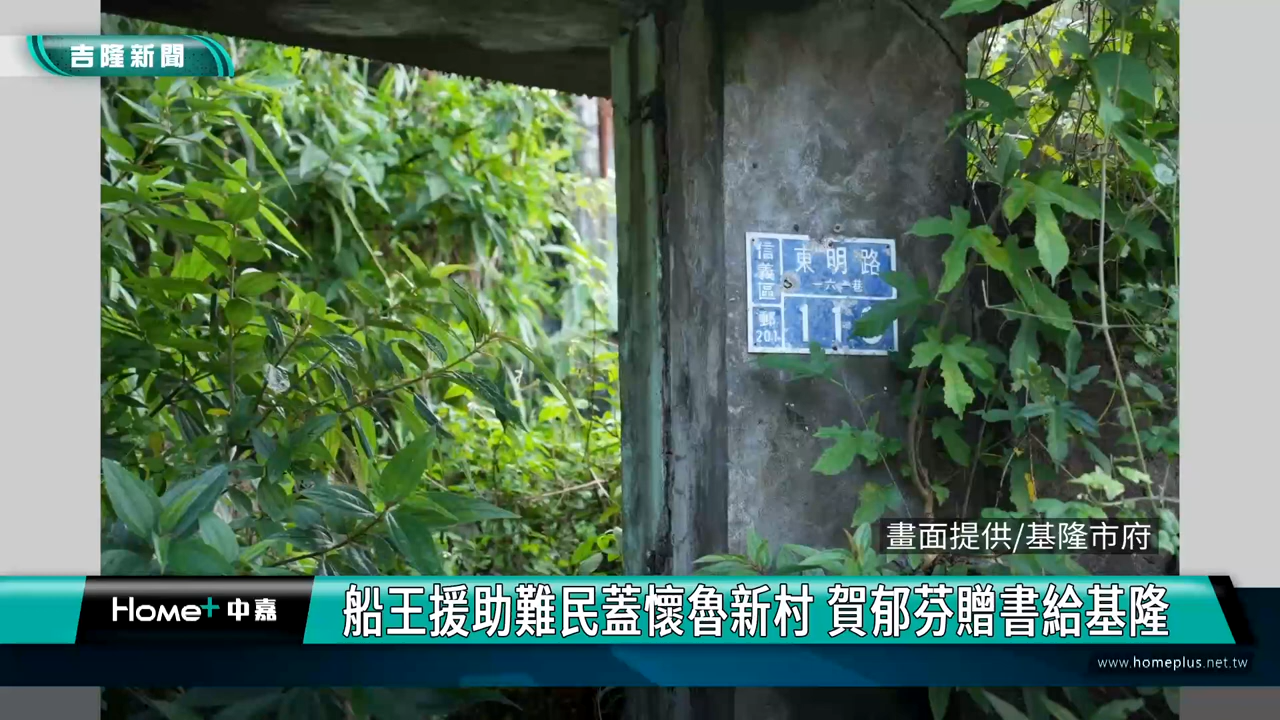 吉隆新聞
信義區
郵
201
東明路
一六一巷
畫面提供/基隆市府
Home+中嘉
船王援助難民蓋懷魯新村 賀郁芬贈書給基隆
www.homeplus.net.tw